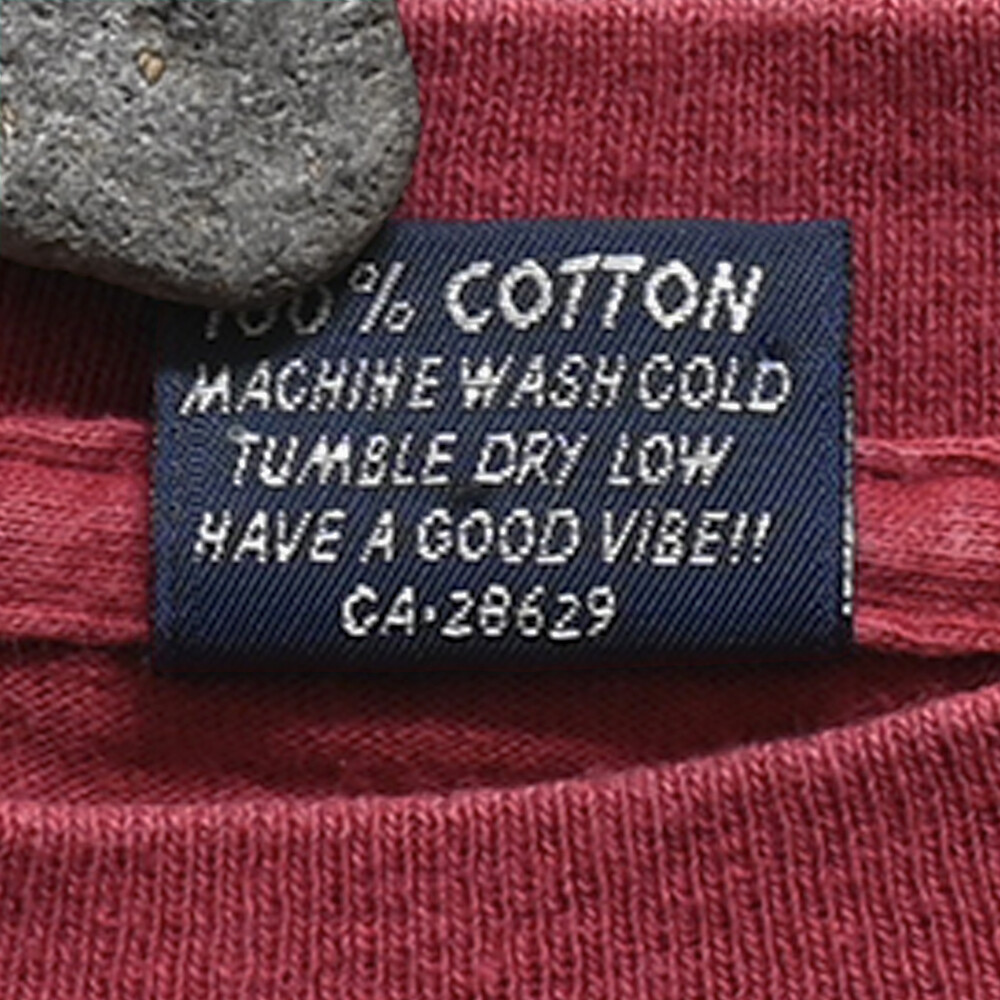 100% COTTON
MACHINE WASH COLD
TUMBLE DRY LOW
HAVE A GOOD VIBE!!
CA·28629